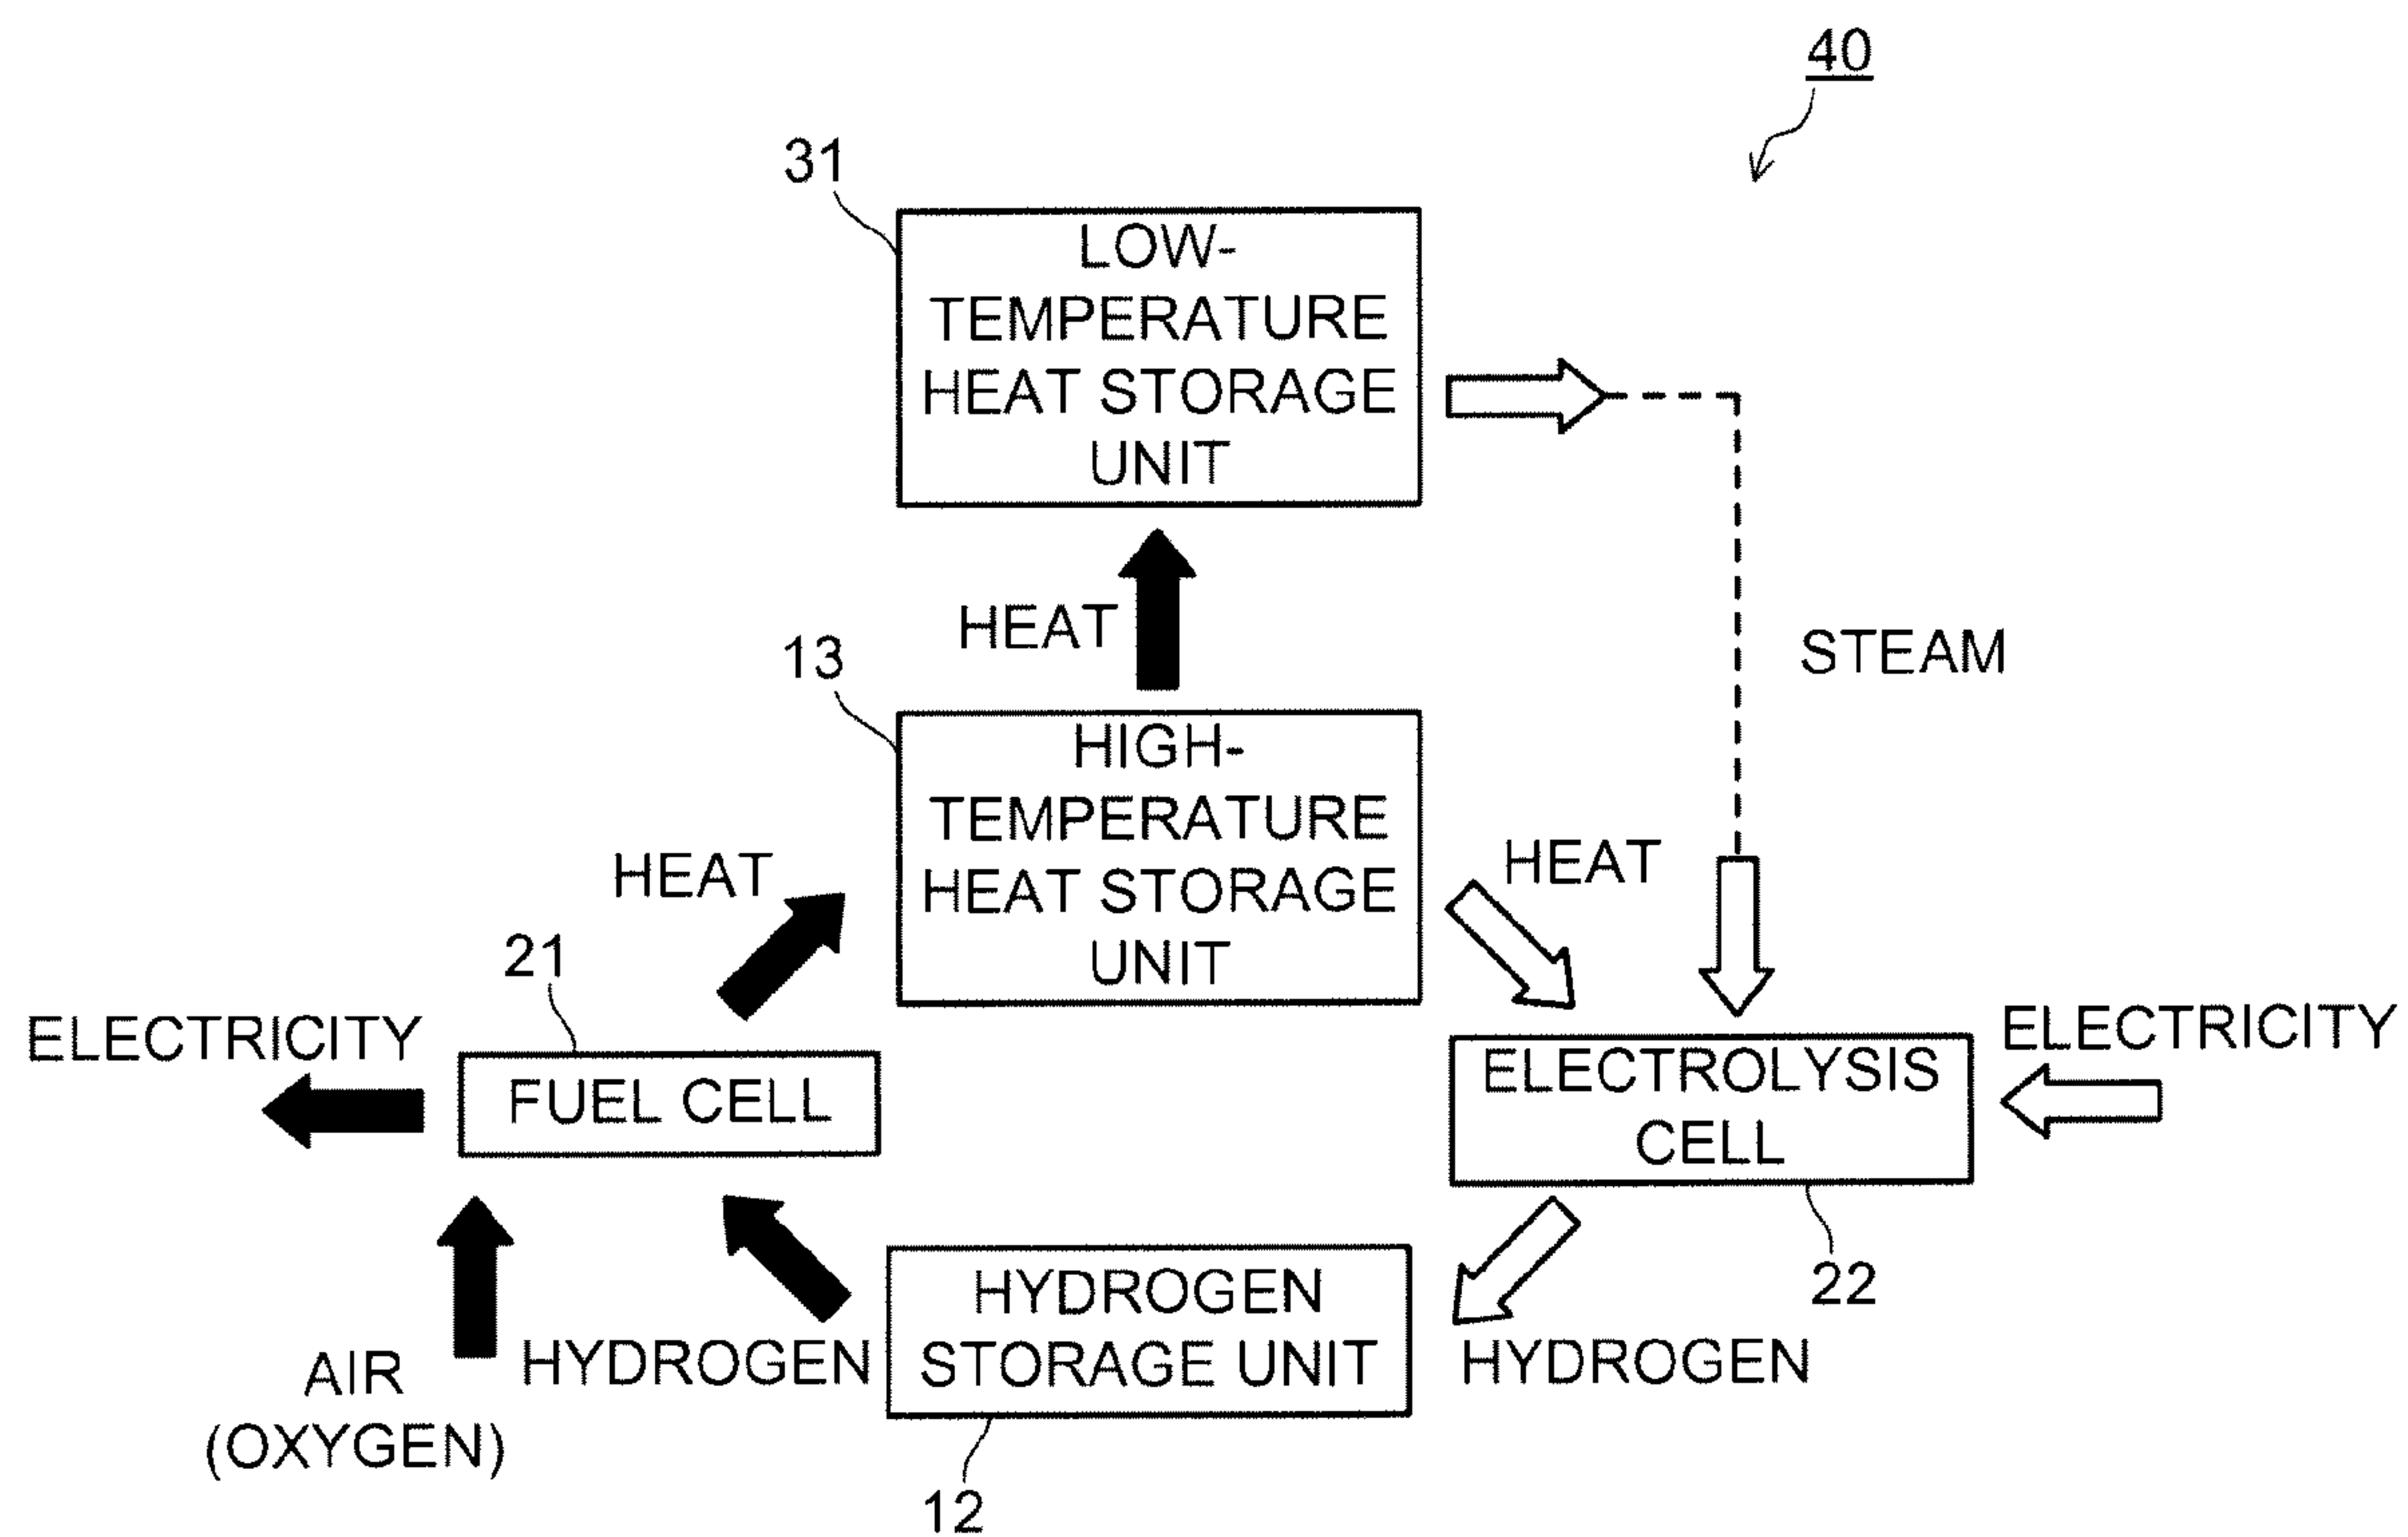 40
31
LOW-
TEMPERATURE
HEAT STORAGE
UNIT
HEAT
STEAM
13
HIGH-
TEMPERATURE
HEAT STORAGE
UNIT
HEAT
HEAT
21
ELECTRICITY
FUEL CELL
ELECTROLYSIS
CELL
ELECTRICITY
22
AIR
(OXYGEN)
HYDROGEN
HYDROGEN
STORAGE UNIT
HYDROGEN
12